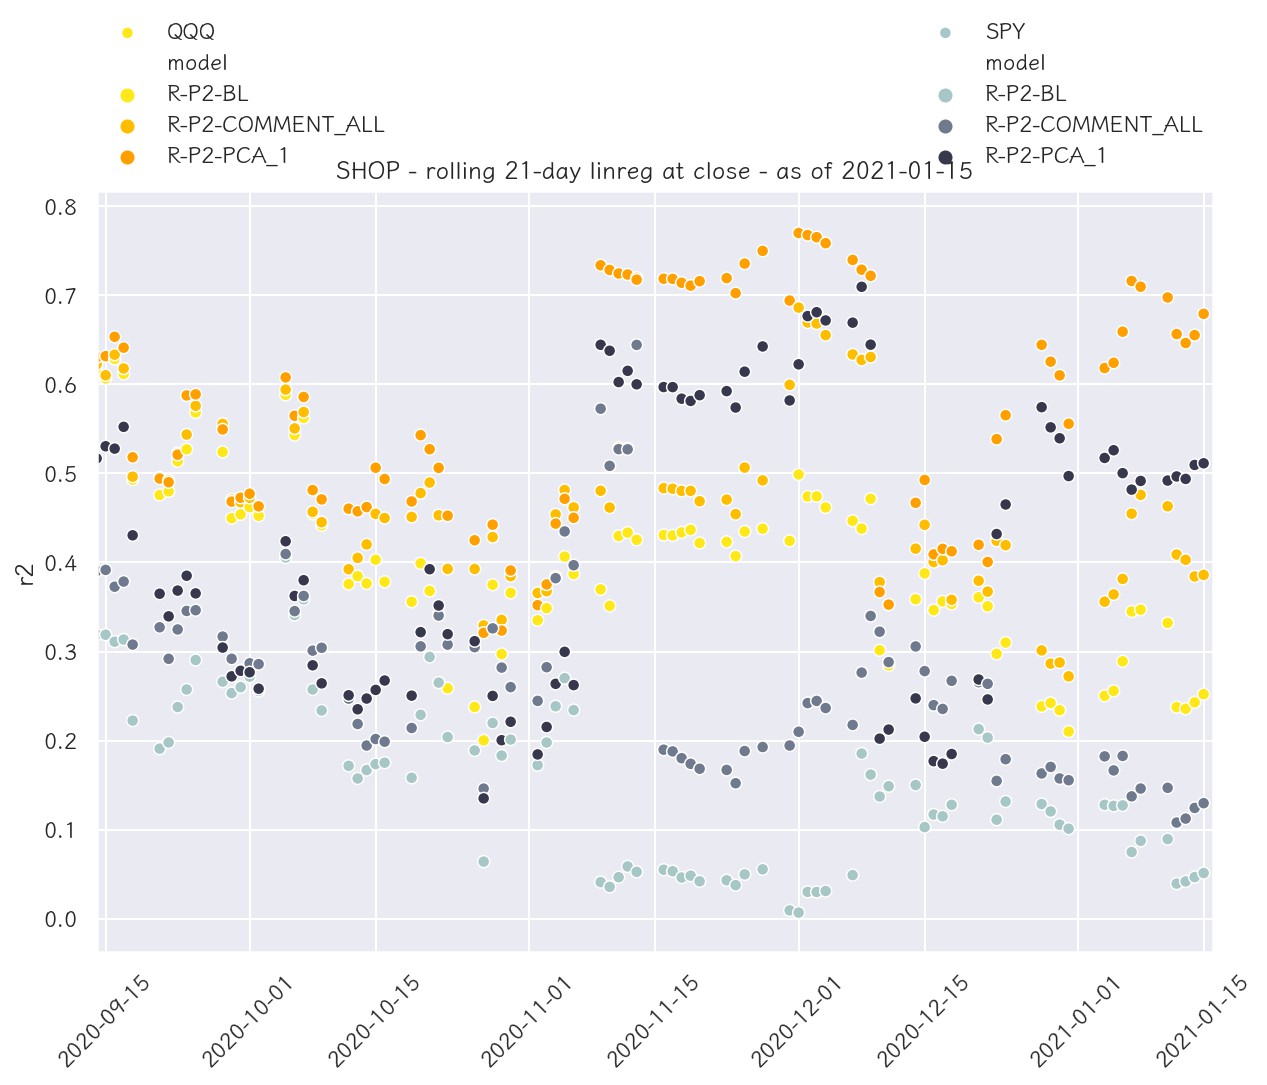 QQQ
model
R-P2-BL
R-P2-COMMENT_ALL
R-P2-PCA_1
SPY
model
R-P2-BL
R-P2-COMMENT_ALL
R-P2-PCA_1
SHOP - rolling 21-day linreg at close - as of 2021-01-15
0.8
0.7
0.6
0.5
0.4
0.3
0.2
0.1
0.0
r2
2020-09-15
2020-10-01
2020-10-15
2020-11-01
2020-11-15
2020-12-01
2020-12-15
2021-01-01
2021-01-15